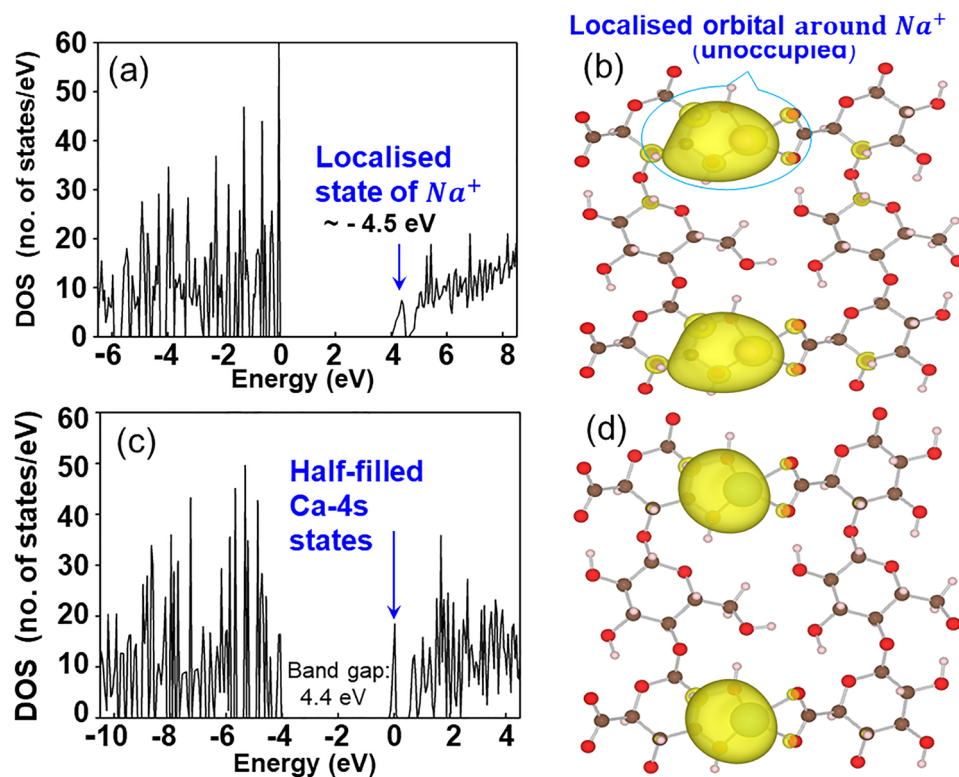 Localised orbital around Na⁺
(unoccupied)
(a)
DOS (no. of states/eV)
60
50
40
30
20
10
0
Localised
state of Na⁺
~ - 4.5 eV
-6 -4 -2 0 2 4 6 8
Energy (eV)
(b)
(c)
DOS (no. of states/eV)
60
50
40
30
20
10
0
Half-filled
Ca-4s
states
Band gap:
4.4 eV
-10 -8 -6 -4 -2 0 2 4
Energy (eV)
(d)